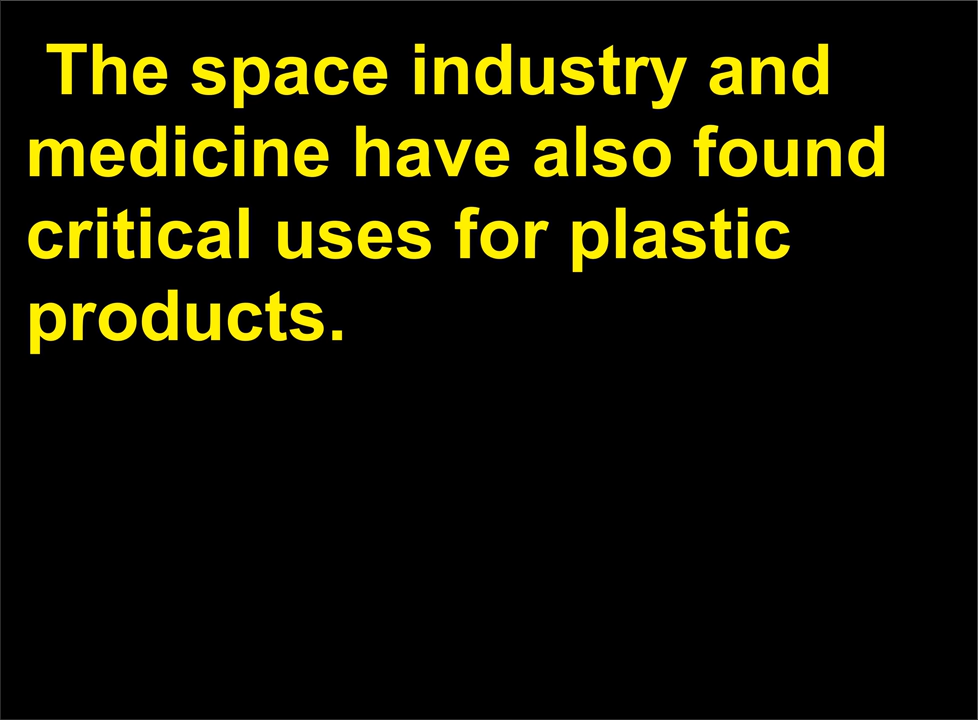 The space industry and
medicine have also found
critical uses for plastic
products.